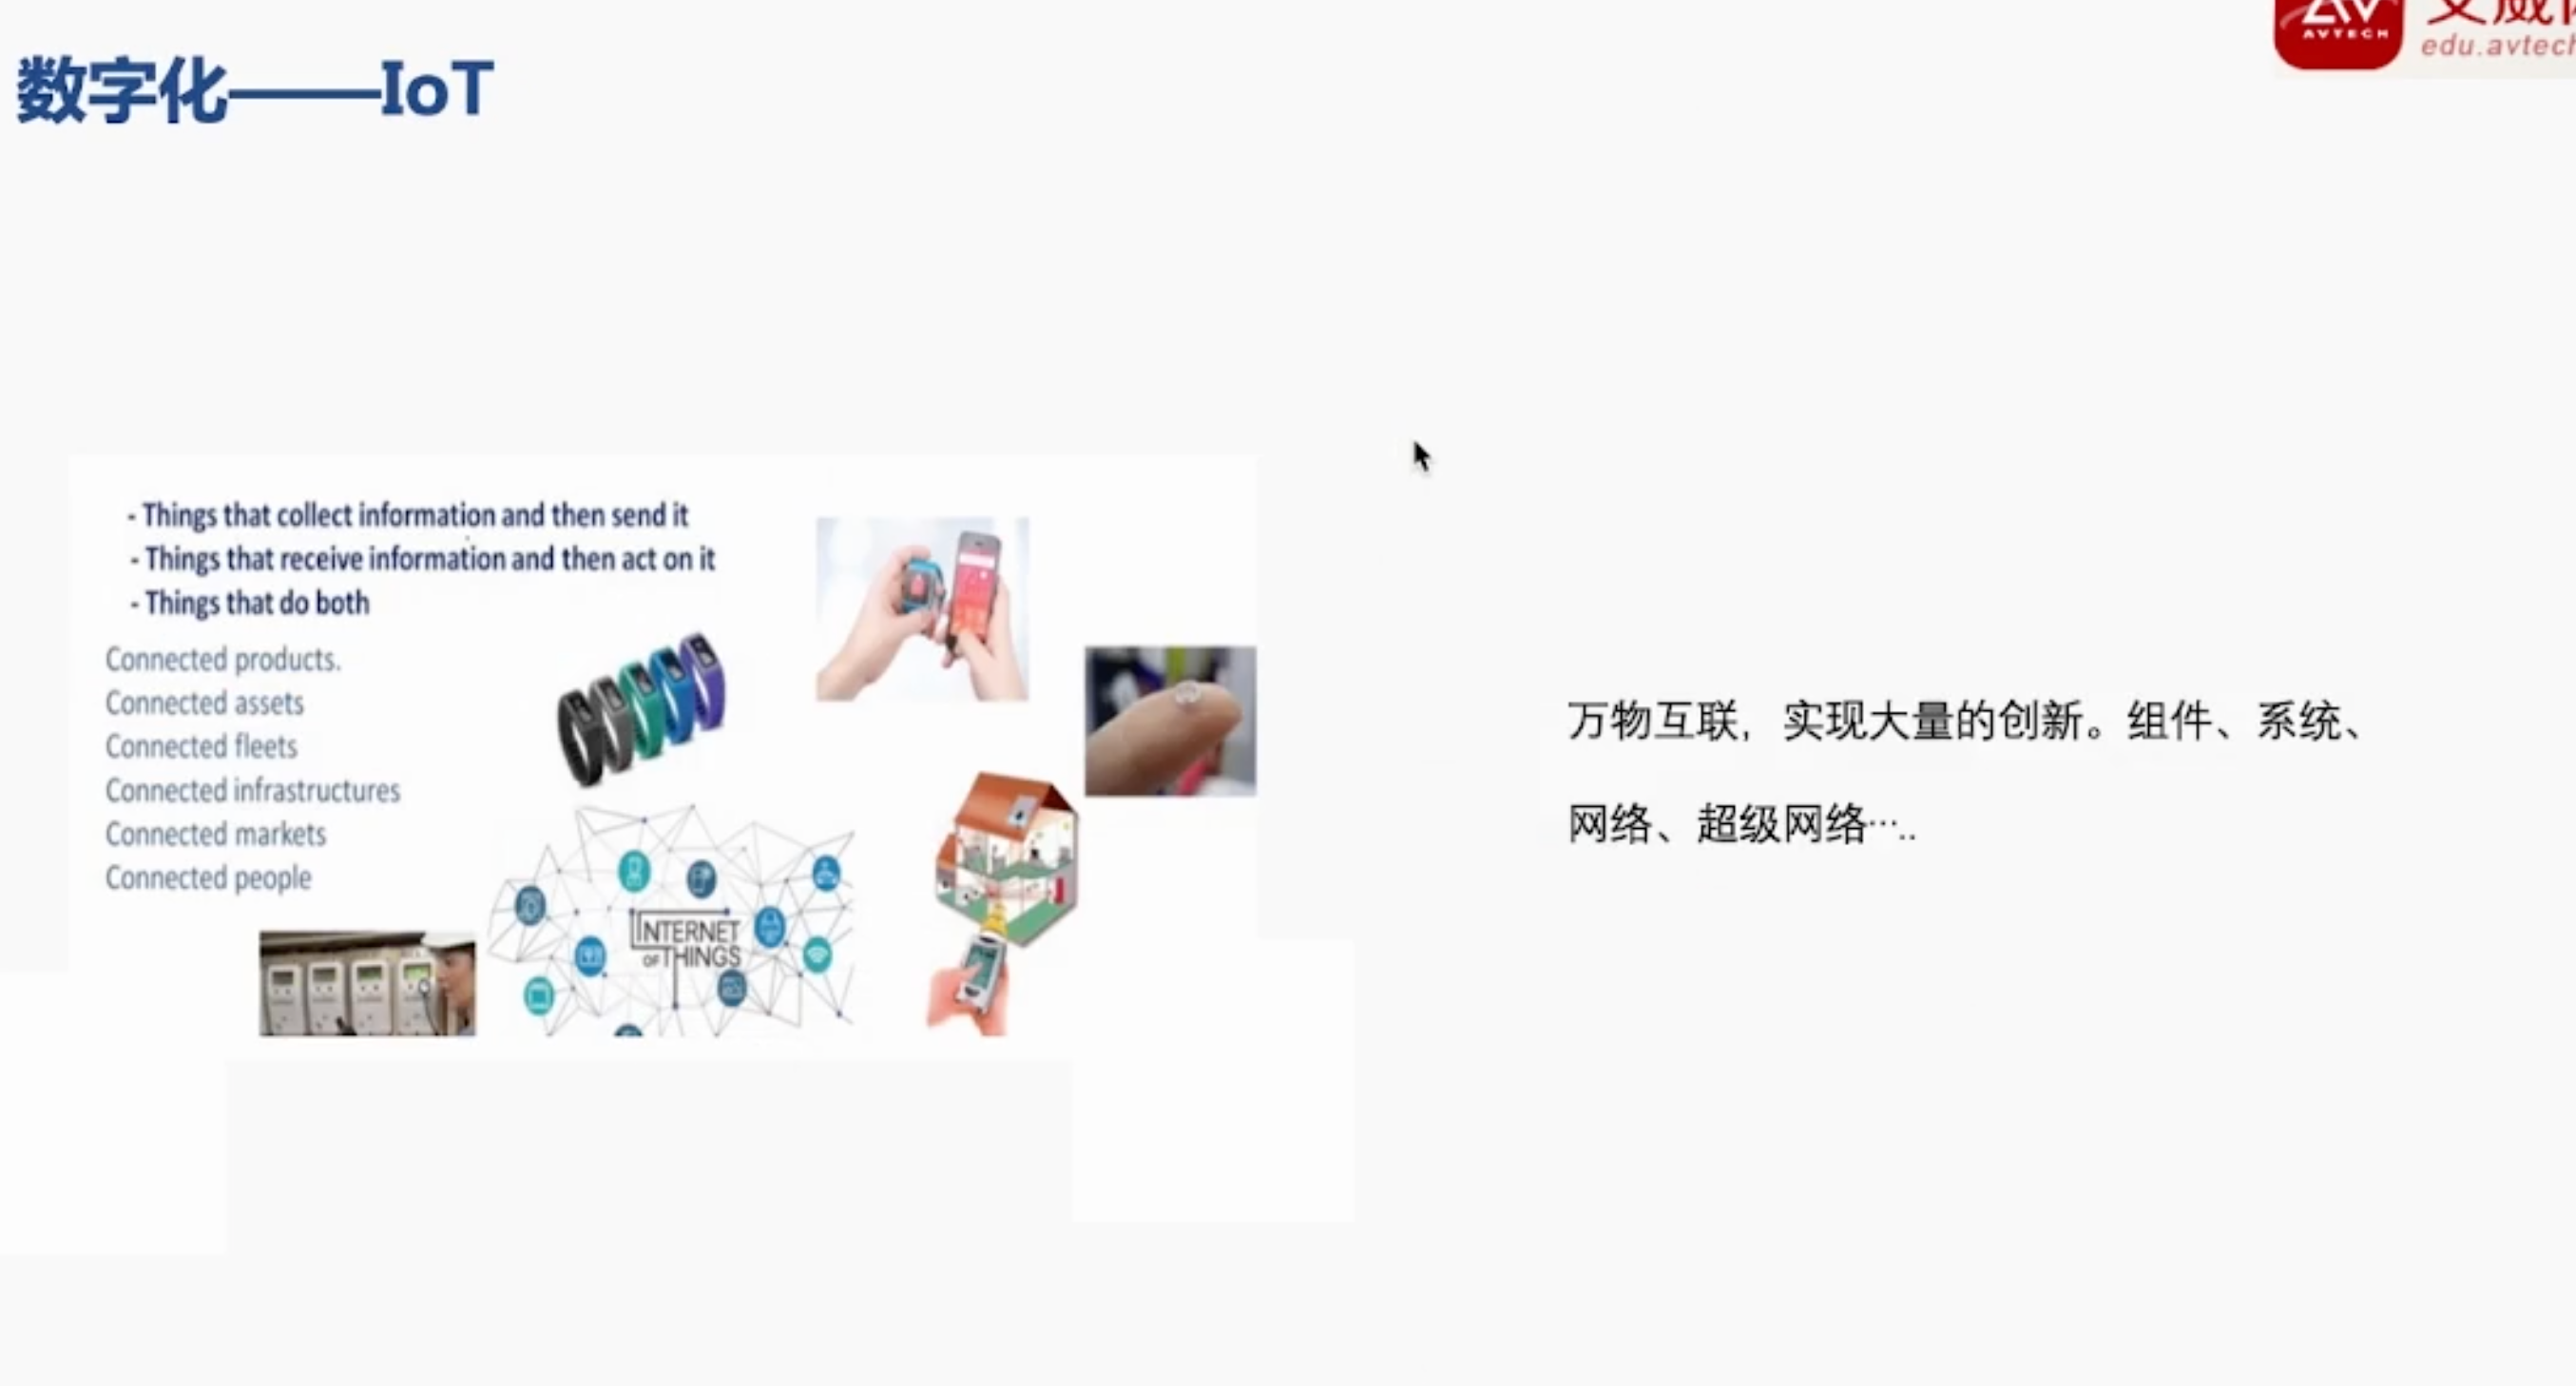 AV
AVTECH
edu.avtech
数字化——IoT
- Things that collect information and then send it
- Things that receive information and then act on it
- Things that do both
Connected products.
Connected assets
Connected fleets
Connected infrastructures
Connected markets
Connected people
INTERNET
OF THINGS
万物互联，实现大量的创新。组件、系统、
网络、超级网络…..